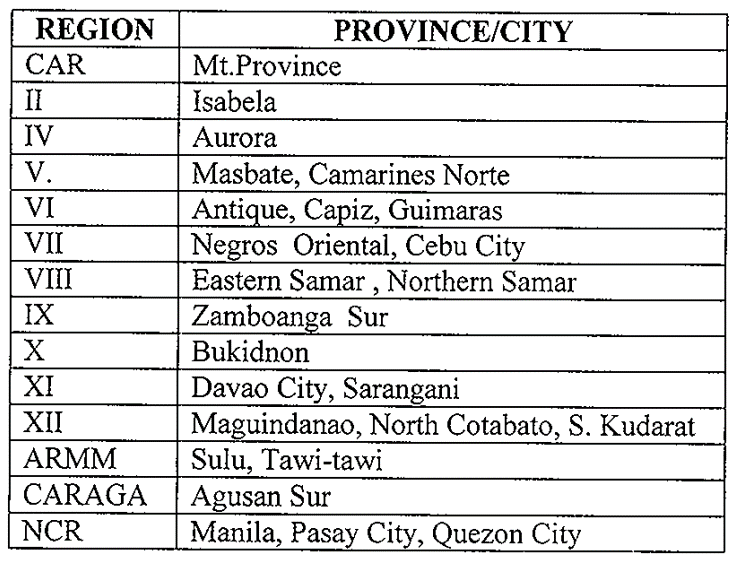 REGION PROVINCE/CITY
CAR Mt.Province
II Isabela
IV Aurora
V. Masbate, Camarines Norte
VI Antique, Capiz, Guimaras
VII Negros Oriental, Cebu City
VIII Eastern Samar , Northern Samar
IX Zamboanga Sur
X Bukidnon
XI Davao City, Sarangani
XII Maguindanao, North Cotabato, S. Kudarat
ARMM Sulu, Tawi-tawi
CARAGA Agusan Sur
NCR Manila, Pasay City, Quezon City